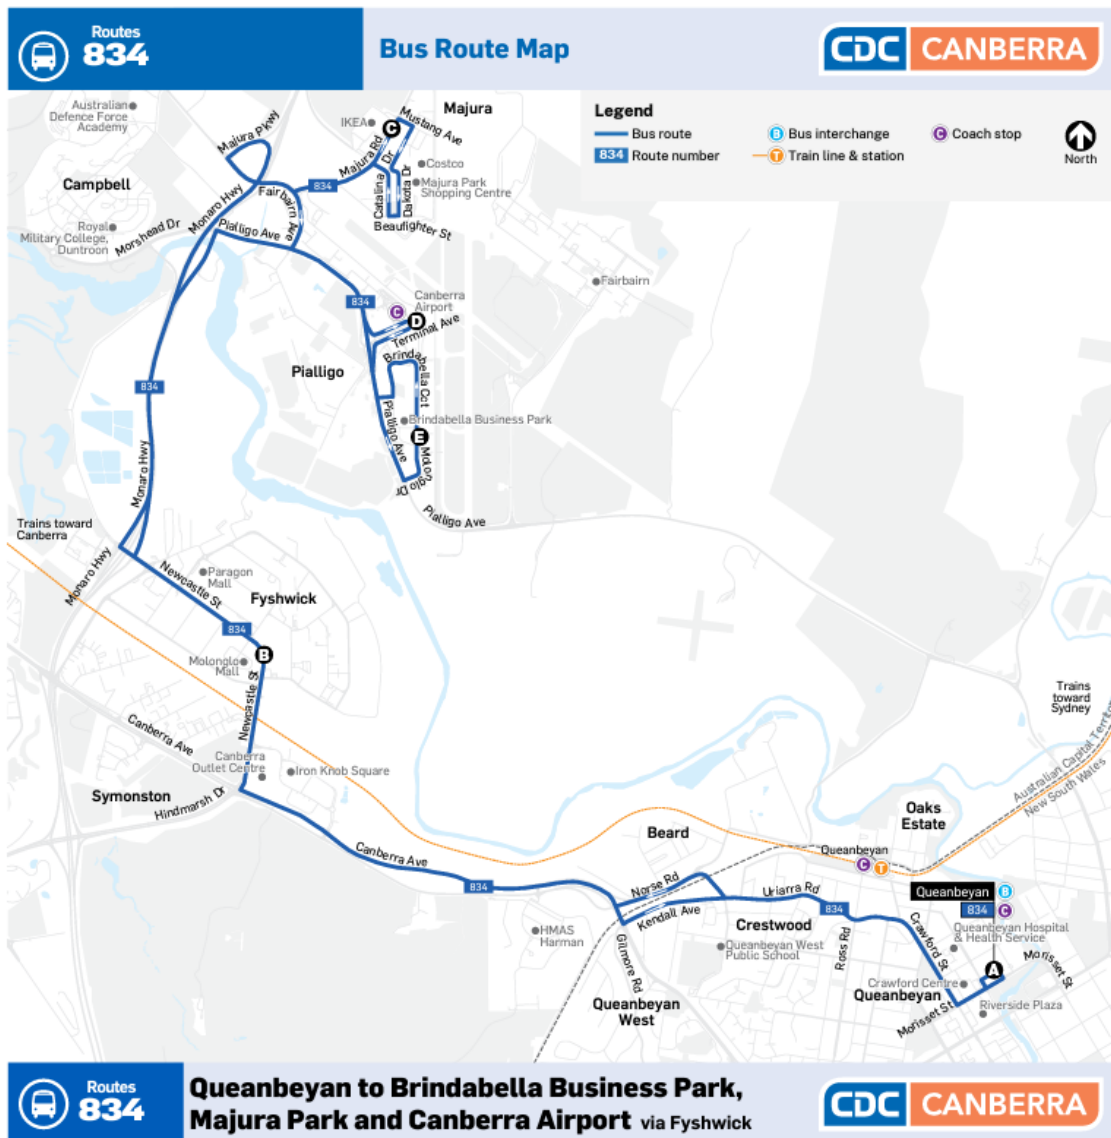 Routes
834
Bus Route Map
CDC CANBERRA
Legend
Bus route
834 Route number
B Bus interchange
T Train line & station
C Coach stop
North
Australian
Defence Force
Academy
Majura Pkwy
IKEA
C
Mustang Ave
Majura
Majura Rd
Costco
Majura Park
Shopping Centre
Catalina Dr
Dakota Dr
Beaufighter St
Campbell
834
Fairbairn Ave
Monaro Hwy
Royal
Military College,
Duntroon
Morshead Dr
Pialligo Ave
Fairbairn
834
C
Canberra
Airport
D
Terminal Ave
Brindabella Cct
Pialligo
834
Pialligo Ave
Brindabella Business Park
E
Molonglo Dr
Pialligo Ave
Monaro Hwy
Trains toward
Canberra
Monaro Hwy
Newcastle St
Paragon
Mall
Fyshwick
834
B
Molonglo
Mall
Newcastle St
Canberra Ave
Canberra
Outlet Centre
Iron Knob Square
Symonston
Hindmarsh Dr
Trains
toward
Sydney
Australian Capital Territory
New South Wales
Canberra Ave
834
Beard
Oaks
Estate
Queanbeyan
C
T
Norse Rd
Kendall Ave
Uriarra Rd
834
Queanbeyan
B
834
C
Queanbeyan Hospital
& Health Service
HMAS
Harman
Gilmore Rd
Crestwood
Queanbeyan West
Public School
Ross Rd
Crawford St
A
Morisset St
Crawford Centre
Queanbeyan
Morisset St
Riverside Plaza
Queanbeyan
West
Routes
834
Queanbeyan to Brindabella Business Park,
Majura Park and Canberra Airport via Fyshwick
CDC CANBERRA